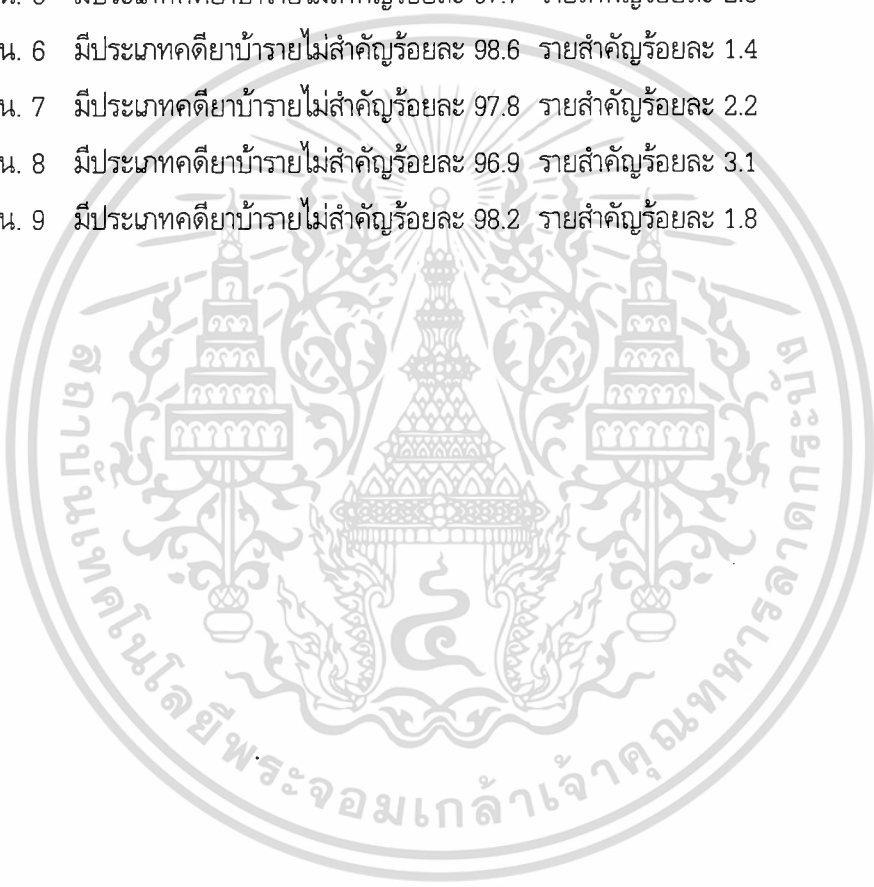 น. 6 มีประเภทคดียาบ้ารายไม่สำคัญร้อยละ 98.6 รายสำคัญร้อยละ 1.4
น. 7 มีประเภทคดียาบ้ารายไม่สำคัญร้อยละ 97.8 รายสำคัญร้อยละ 2.2
น. 8 มีประเภทคดียาบ้ารายไม่สำคัญร้อยละ 96.9 รายสำคัญร้อยละ 3.1
น. 9 มีประเภทคดียาบ้ารายไม่สำคัญร้อยละ 98.2 รายสำคัญร้อยละ 1.8
สถาบันเทคโนโลยีพระจอมเกล้าเจ้าคุณทหารลาดกระบัง